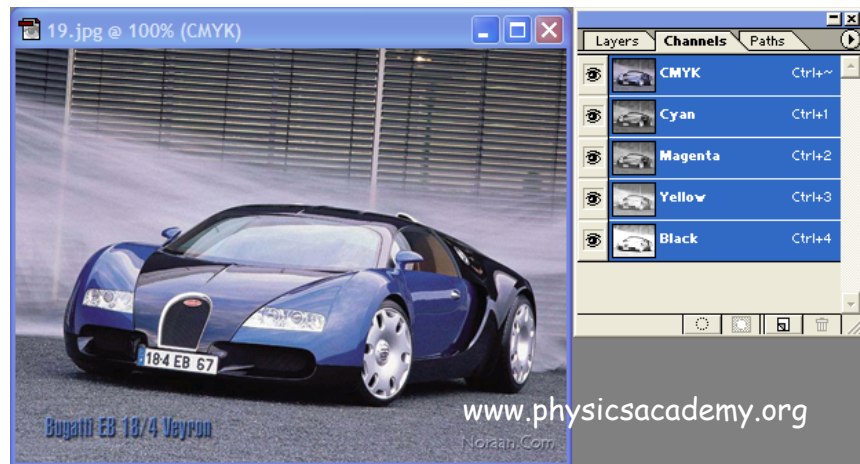 19.jpg @ 100% (CMYK)
Layers Channels Paths
CMYK Ctrl+~
Cyan Ctrl+1
Magenta Ctrl+2
Yellow Ctrl+3
Black Ctrl+4
18·4 EB 67
Bugatti EB 18/4 Veyron
www.physicsacademy.org
Noraan.Com